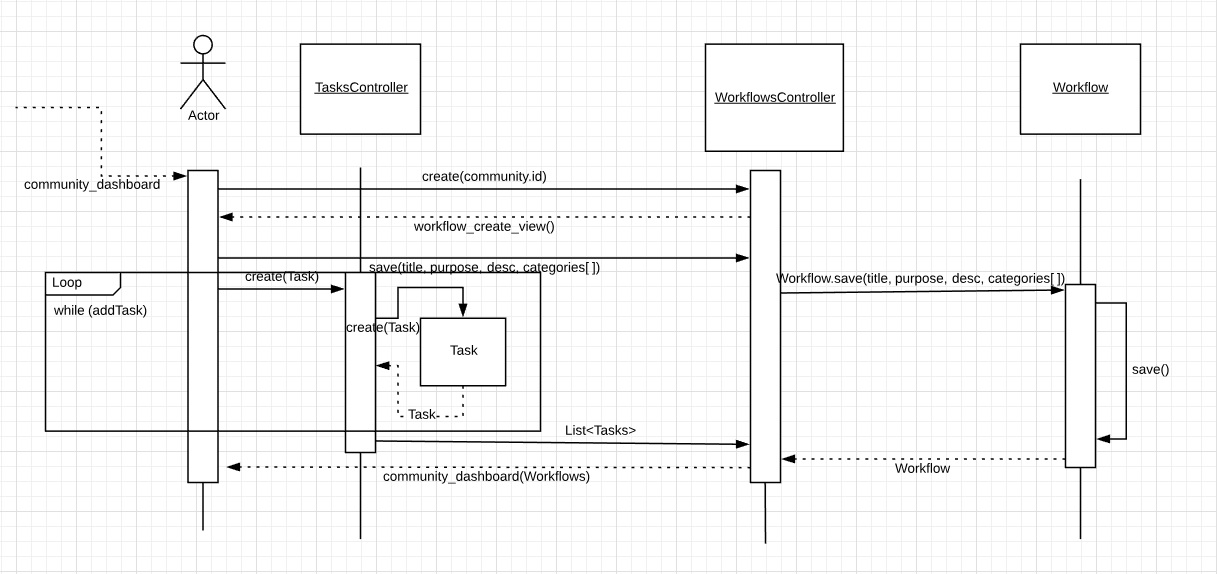 TasksController
WorkflowsController
Workflow
Actor
community_dashboard
create(community.id)
workflow_create_view()
save(title, purpose, desc, categories[ ])
Loop
create(Task)
Workflow.save(title, purpose, desc, categories[ ])
while (addTask)
create(Task)
Task
save()
Task
List<Tasks>
Workflow
community_dashboard(Workflows)